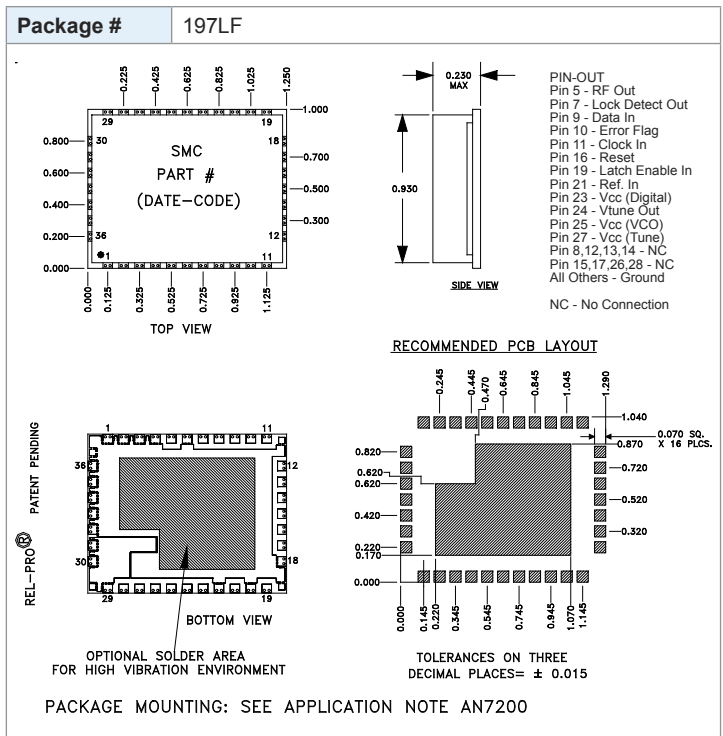 Package # 197LF
0.225
0.425
0.625
0.825
1.025
1.250
1.000
29
19
0.800
30
18
SMC
PART #
(DATE-CODE)
0.700
0.600
0.500
0.400
0.300
0.200
36
12
1
11
0.000
0.000
0.125
0.325
0.525
0.725
0.925
1.125
TOP VIEW
0.230
MAX
0.930
SIDE VIEW
PIN-OUT
Pin 5 - RF Out
Pin 7 - Lock Detect Out
Pin 9 - Data In
Pin 10 - Error Flag
Pin 11 - Clock In
Pin 16 - Reset
Pin 19 - Latch Enable In
Pin 21 - Ref. In
Pin 23 - Vcc (Digital)
Pin 24 - Vtune Out
Pin 25 - Vcc (VCO)
Pin 27 - Vcc (Tune)
Pin 8,12,13,14 - NC
Pin 15,17,26,28 - NC
All Others - Ground
NC - No Connection
REL-PRO® PATENT PENDING
1
11
36
12
30
18
29
19
BOTTOM VIEW
OPTIONAL SOLDER AREA
FOR HIGH VIBRATION ENVIRONMENT
RECOMMENDED PCB LAYOUT
0.245
0.445
0.470
0.645
0.845
1.045
1.290
1.040
0.070 SQ.
X 16 PLCS.
0.870
0.820
0.720
0.620
0.620
0.520
0.420
0.320
0.220
0.170
0.000
0.000
0.145
0.220
0.345
0.545
0.745
0.945
1.070
1.145
TOLERANCES ON THREE
DECIMAL PLACES= ± 0.015
PACKAGE MOUNTING: SEE APPLICATION NOTE AN7200